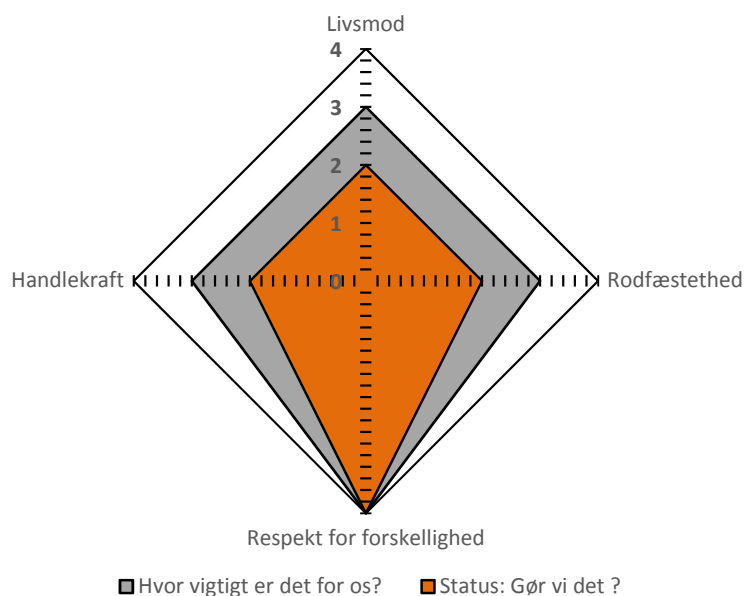 Livsmod
4
3
2
1
0
Handlekraft
Rodfæstethed
Respekt for forskellighed
Hvor vigtigt er det for os?
Status: Gør vi det ?